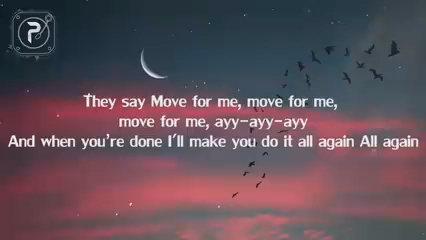 P
They say Move for me, move for me,
move for me, ayy-ayy-ayy
And when you're done I'll make you do it all again All again